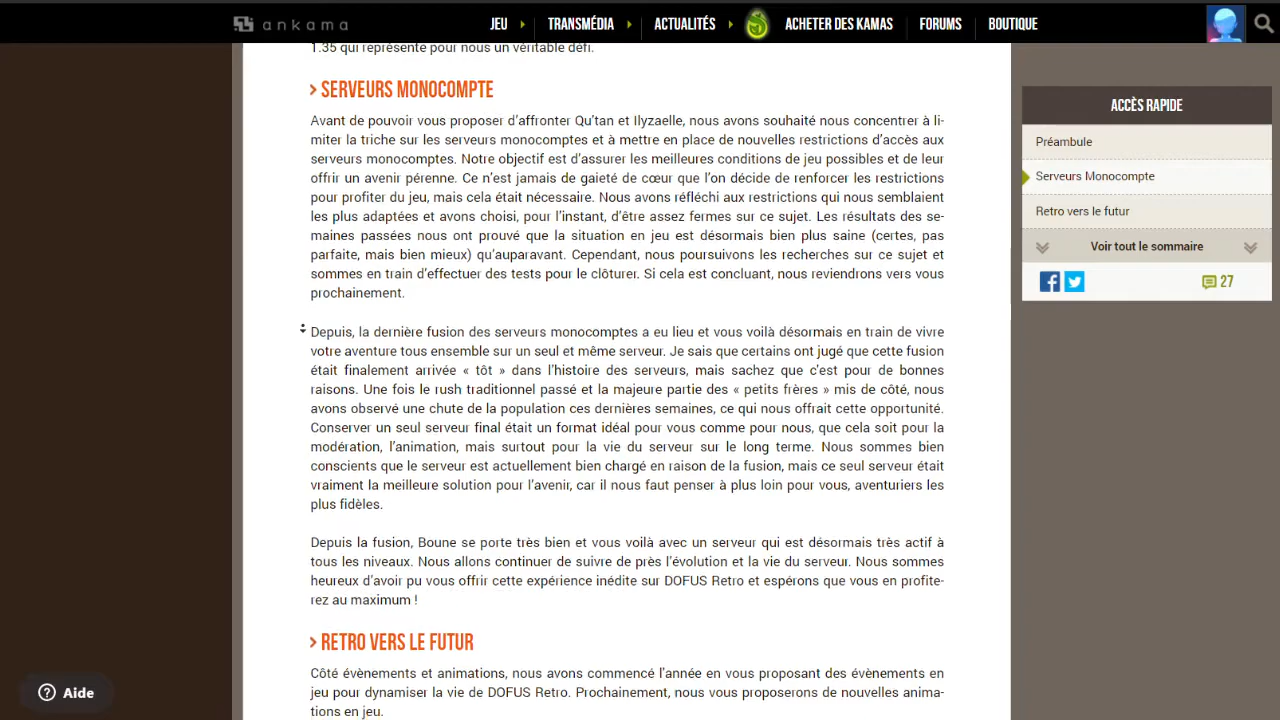 ankama
JEU
TRANSMÉDIA
ACTUALITÉS
ACHETER DES KAMAS
FORUMS
BOUTIQUE
1.35 qui représente pour nous un véritable défi.
SERVEURS MONOCOMPTE
Avant de pouvoir vous proposer d'affronter Qu'tan et Ilyzaelle, nous avons souhaité nous concentrer à li-
miter la triche sur les serveurs monocomptes et à mettre en place de nouvelles restrictions d'accès aux
serveurs monocomptes. Notre objectif est d'assurer les meilleures conditions de jeu possibles et de leur
offrir un avenir pérenne. Ce n'est jamais de gaieté de cœur que l'on décide de renforcer les restrictions
pour profiter du jeu, mais cela était nécessaire. Nous avons réfléchi aux restrictions qui nous semblaient
les plus adaptées et avons choisi, pour l'instant, d'être assez fermes sur ce sujet. Les résultats des se-
maines passées nous ont prouvé que la situation en jeu est désormais bien plus saine (certes, pas
parfaite, mais bien mieux) qu'auparavant. Cependant, nous poursuivons les recherches sur ce sujet et
sommes en train d'effectuer des tests pour le clôturer. Si cela est concluant, nous reviendrons vers vous
prochainement.
Depuis, la dernière fusion des serveurs monocomptes a eu lieu et vous voilà désormais en train de vivre
votre aventure tous ensemble sur un seul et même serveur. Je sais que certains ont jugé que cette fusion
était finalement arrivée « tôt » dans l'histoire des serveurs, mais sachez que c'est pour de bonnes
raisons. Une fois le rush traditionnel passé et la majeure partie des « petits frères » mis de côté, nous
avons observé une chute de la population ces dernières semaines, ce qui nous offrait cette opportunité.
Conserver un seul serveur final était un format idéal pour vous comme pour nous, que cela soit pour la
modération, l'animation, mais surtout pour la vie du serveur sur le long terme. Nous sommes bien
conscients que le serveur est actuellement bien chargé en raison de la fusion, mais ce seul serveur était
vraiment la meilleure solution pour l'avenir, car il nous faut penser à plus loin pour vous, aventuriers les
plus fidèles.
Depuis la fusion, Boune se porte très bien et vous voilà avec un serveur qui est désormais très actif à
tous les niveaux. Nous allons continuer de suivre de près l'évolution et la vie du serveur. Nous sommes
heureux d'avoir pu vous offrir cette expérience inédite sur DOFUS Retro et espérons que vous en profite-
rez au maximum !
RETRO VERS LE FUTUR
Côté évènements et animations, nous avons commencé l'année en vous proposant des évènements en
jeu pour dynamiser la vie de DOFUS Retro. Prochainement, nous vous proposerons de nouvelles anima-
tions en jeu.
ACCÈS RAPIDE
Préambule
Serveurs Monocompte
Retro vers le futur
Voir tout le sommaire
27
Aide